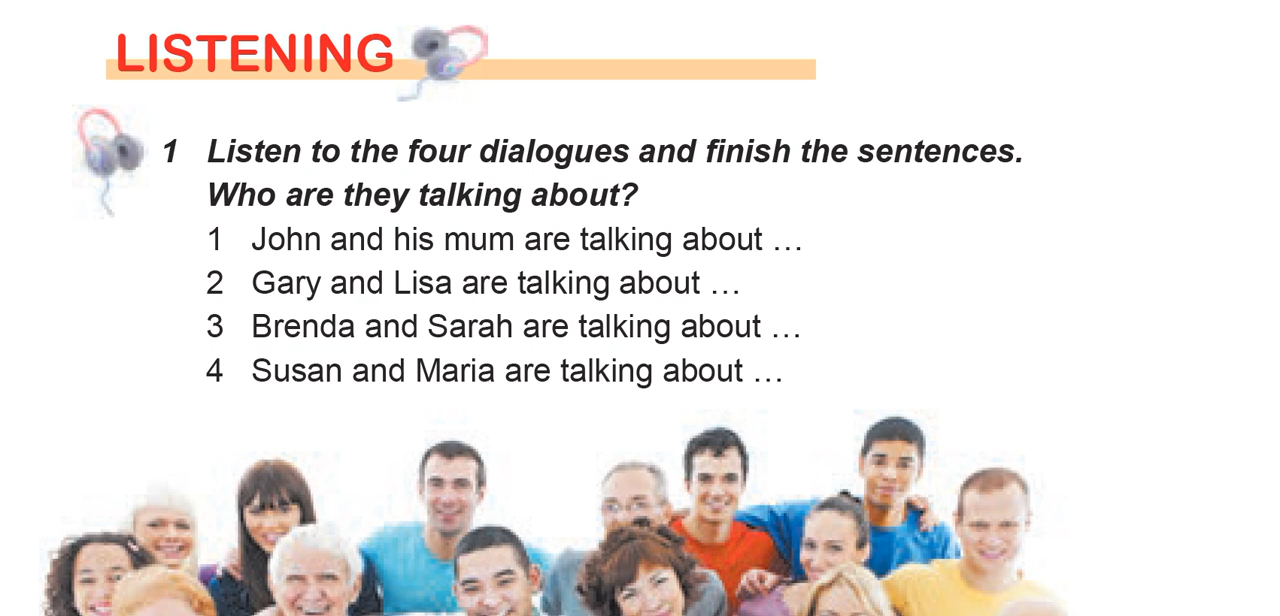 LISTENING
1 Listen to the four dialogues and finish the sentences.
Who are they talking about?
1 John and his mum are talking about …
2 Gary and Lisa are talking about …
3 Brenda and Sarah are talking about …
4 Susan and Maria are talking about …